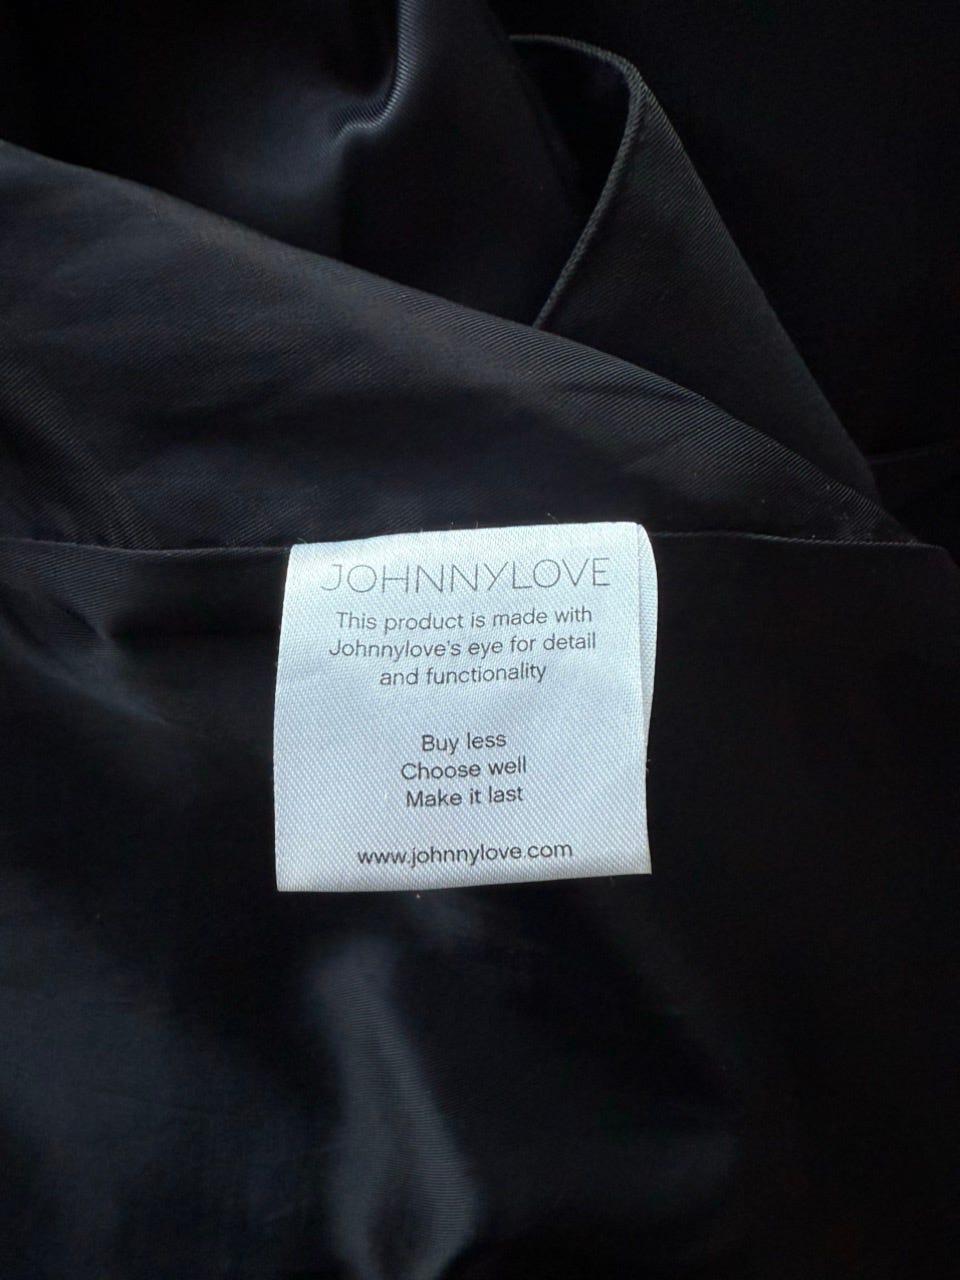 JOHNNYLOVE
This product is made with
Johnnylove's eye for detail
and functionality
Buy less
Choose well
Make it last
www.johnnylove.com